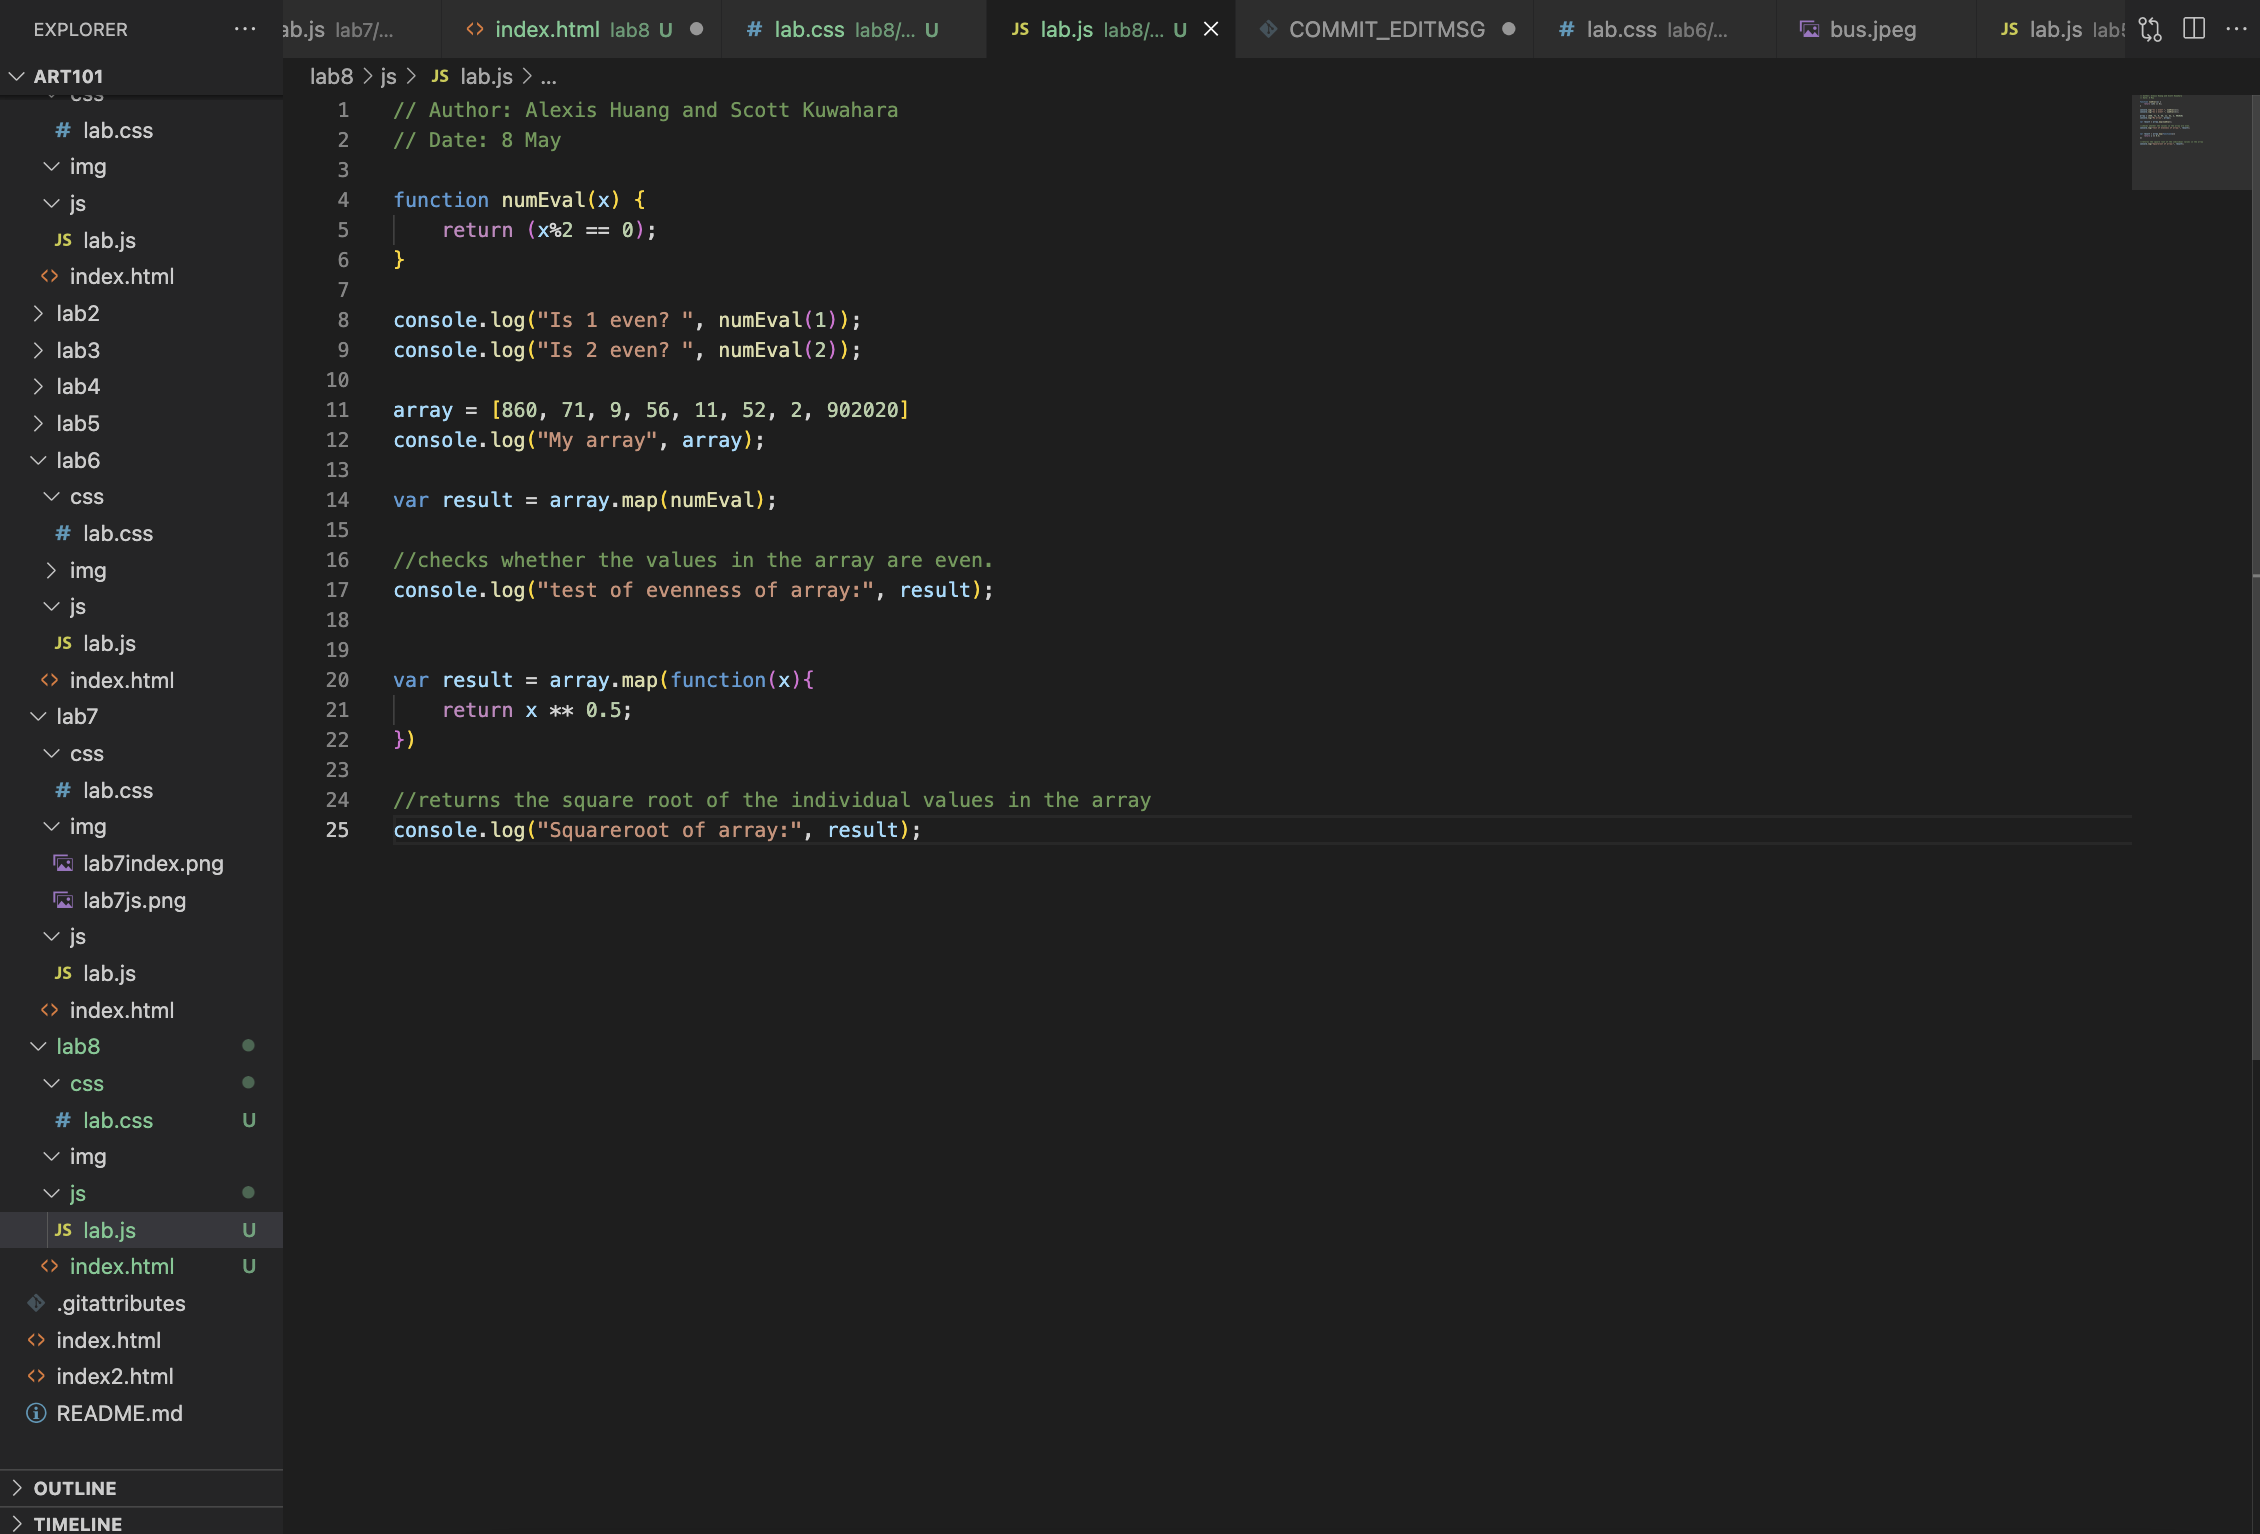 EXPLORER ...
ab.js lab7/...
index.html lab8 U
# lab.css lab8/... U
JS lab.js lab8/... U
COMMIT_EDITMSG
# lab.css lab6/...
bus.jpeg
JS lab.js lab5
ART101
css
# lab.css
img
js
JS lab.js
<> index.html
lab2
lab3
lab4
lab5
lab6
css
# lab.css
img
js
JS lab.js
<> index.html
lab7
css
# lab.css
img
lab7index.png
lab7js.png
js
JS lab.js
<> index.html
lab8
css
# lab.css U
img
js
JS lab.js U
<> index.html U
.gitattributes
<> index.html
<> index2.html
README.md
OUTLINE
TIMELINE
lab8 > js > JS lab.js > ...
1 // Author: Alexis Huang and Scott Kuwahara
2 // Date: 8 May
3
4 function numEval(x) {
5 return (x%2 == 0);
6 }
7
8 console.log("Is 1 even? ", numEval(1));
9 console.log("Is 2 even? ", numEval(2));
10
11 array = [860, 71, 9, 56, 11, 52, 2, 902020]
12 console.log("My array", array);
13
14 var result = array.map(numEval);
15
16 //checks whether the values in the array are even.
17 console.log("test of evenness of array:", result);
18
19
20 var result = array.map(function(x){
21 return x ** 0.5;
22 })
23
24 //returns the square root of the individual values in the array
25 console.log("Squareroot of array:", result);